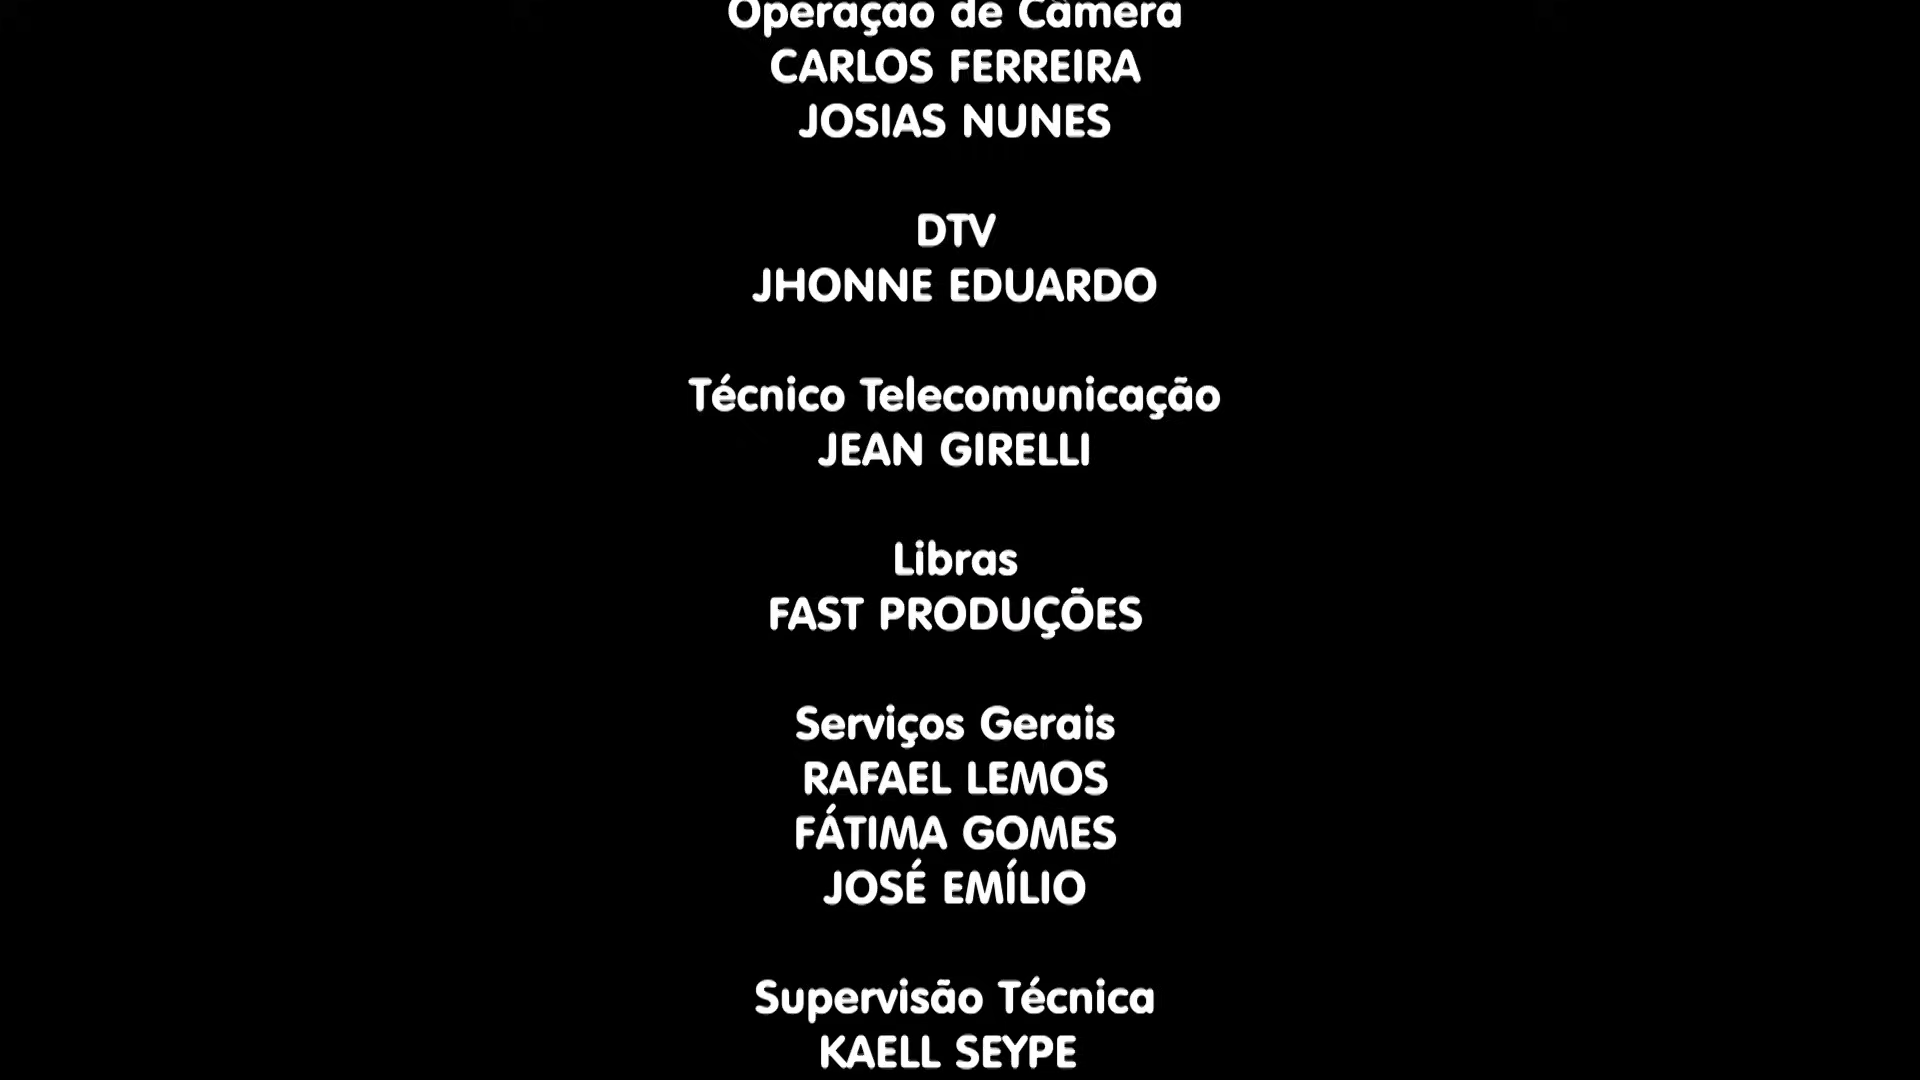 Operação de Câmera
CARLOS FERREIRA
JOSIAS NUNES
DTV
JHONNE EDUARDO
Técnico Telecomunicação
JEAN GIRELLI
Libras
FAST PRODUÇÕES
Serviços Gerais
RAFAEL LEMOS
FÁTIMA GOMES
JOSÉ EMÍLIO
Supervisão Técnica
KAELL SEYPE